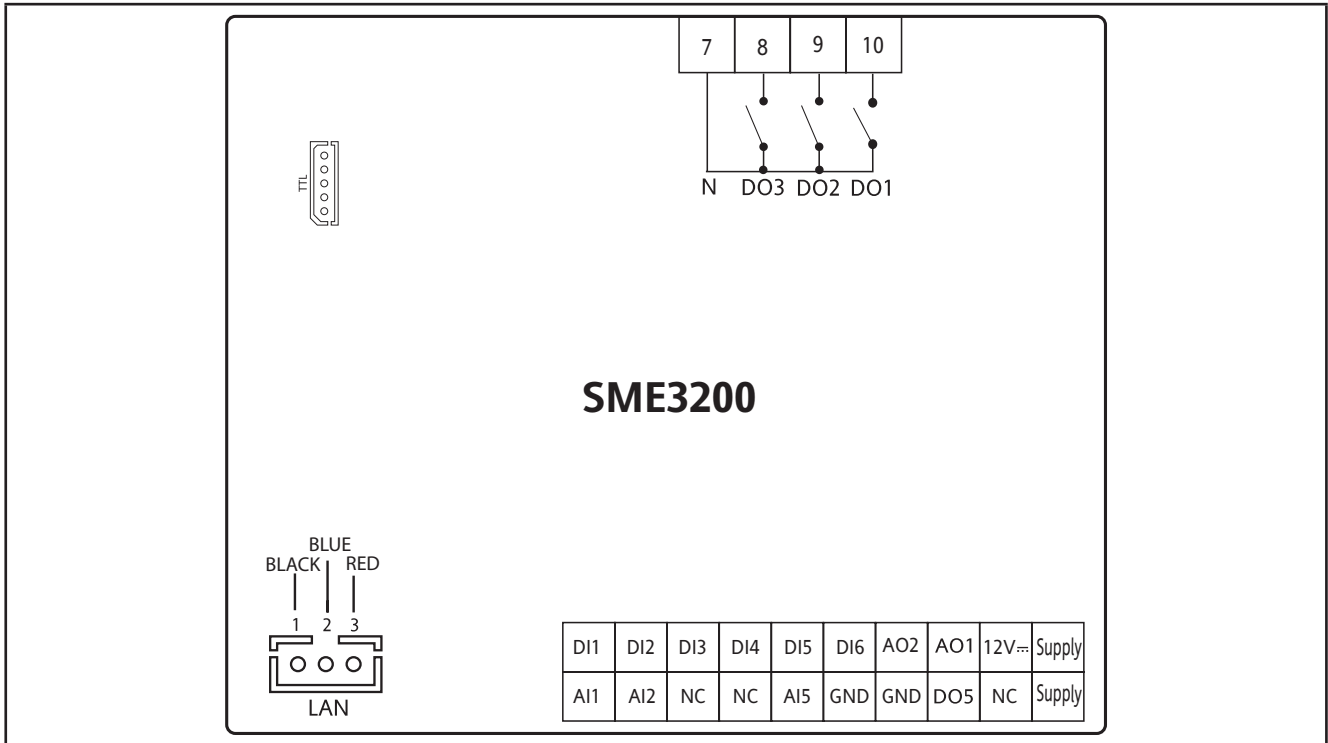 7 8 9 10
N DO3 DO2 DO1
TTL
SME3200
BLUE
BLACK RED
1 2 3
LAN
DI1 DI2 DI3 DI4 DI5 DI6 AO2 AO1 12V⎓ Supply
AI1 AI2 NC NC AI5 GND GND DO5 NC Supply